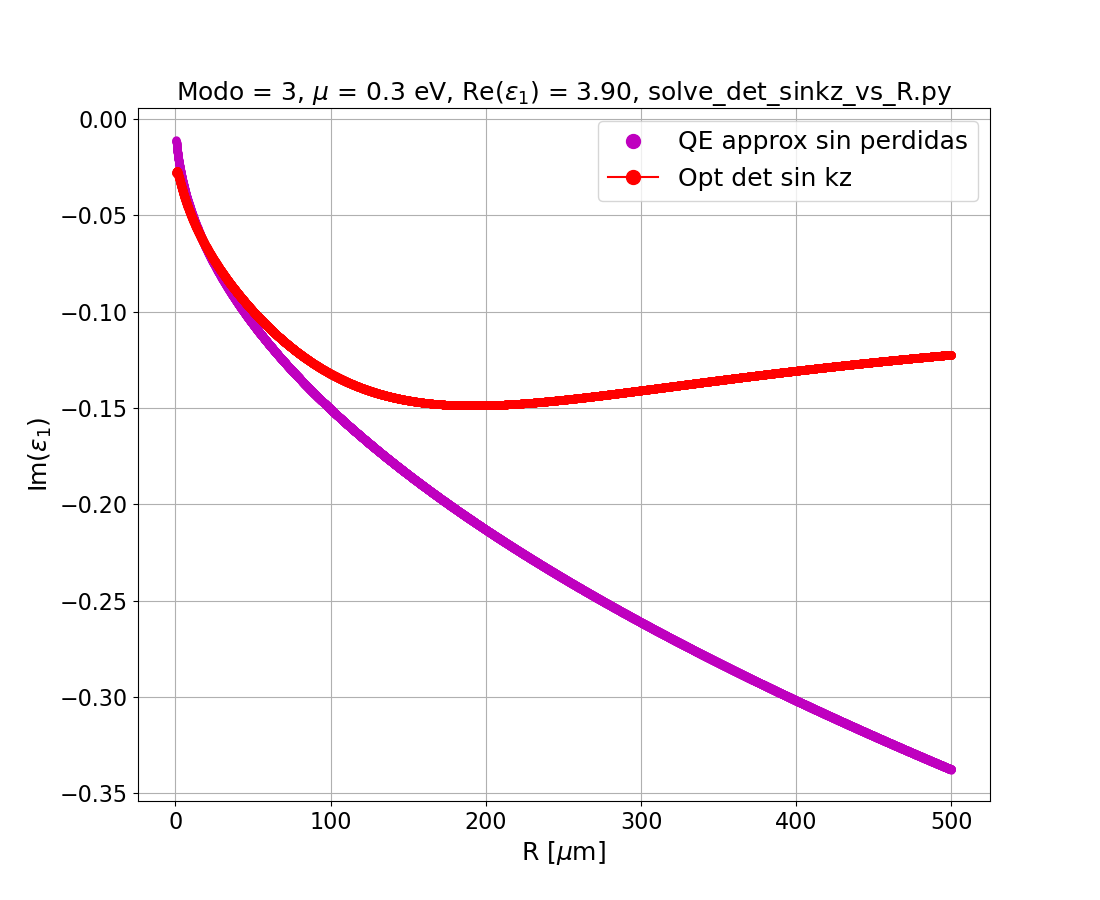 Modo = 3, μ = 0.3 eV, Re(ε₁) = 3.90, solve_det_sinkz_vs_R.py
QE approx sin perdidas
Opt det sin kz
0.00
−0.05
−0.10
−0.15
−0.20
−0.25
−0.30
−0.35
Im(ε₁)
0 100 200 300 400 500
R [μm]